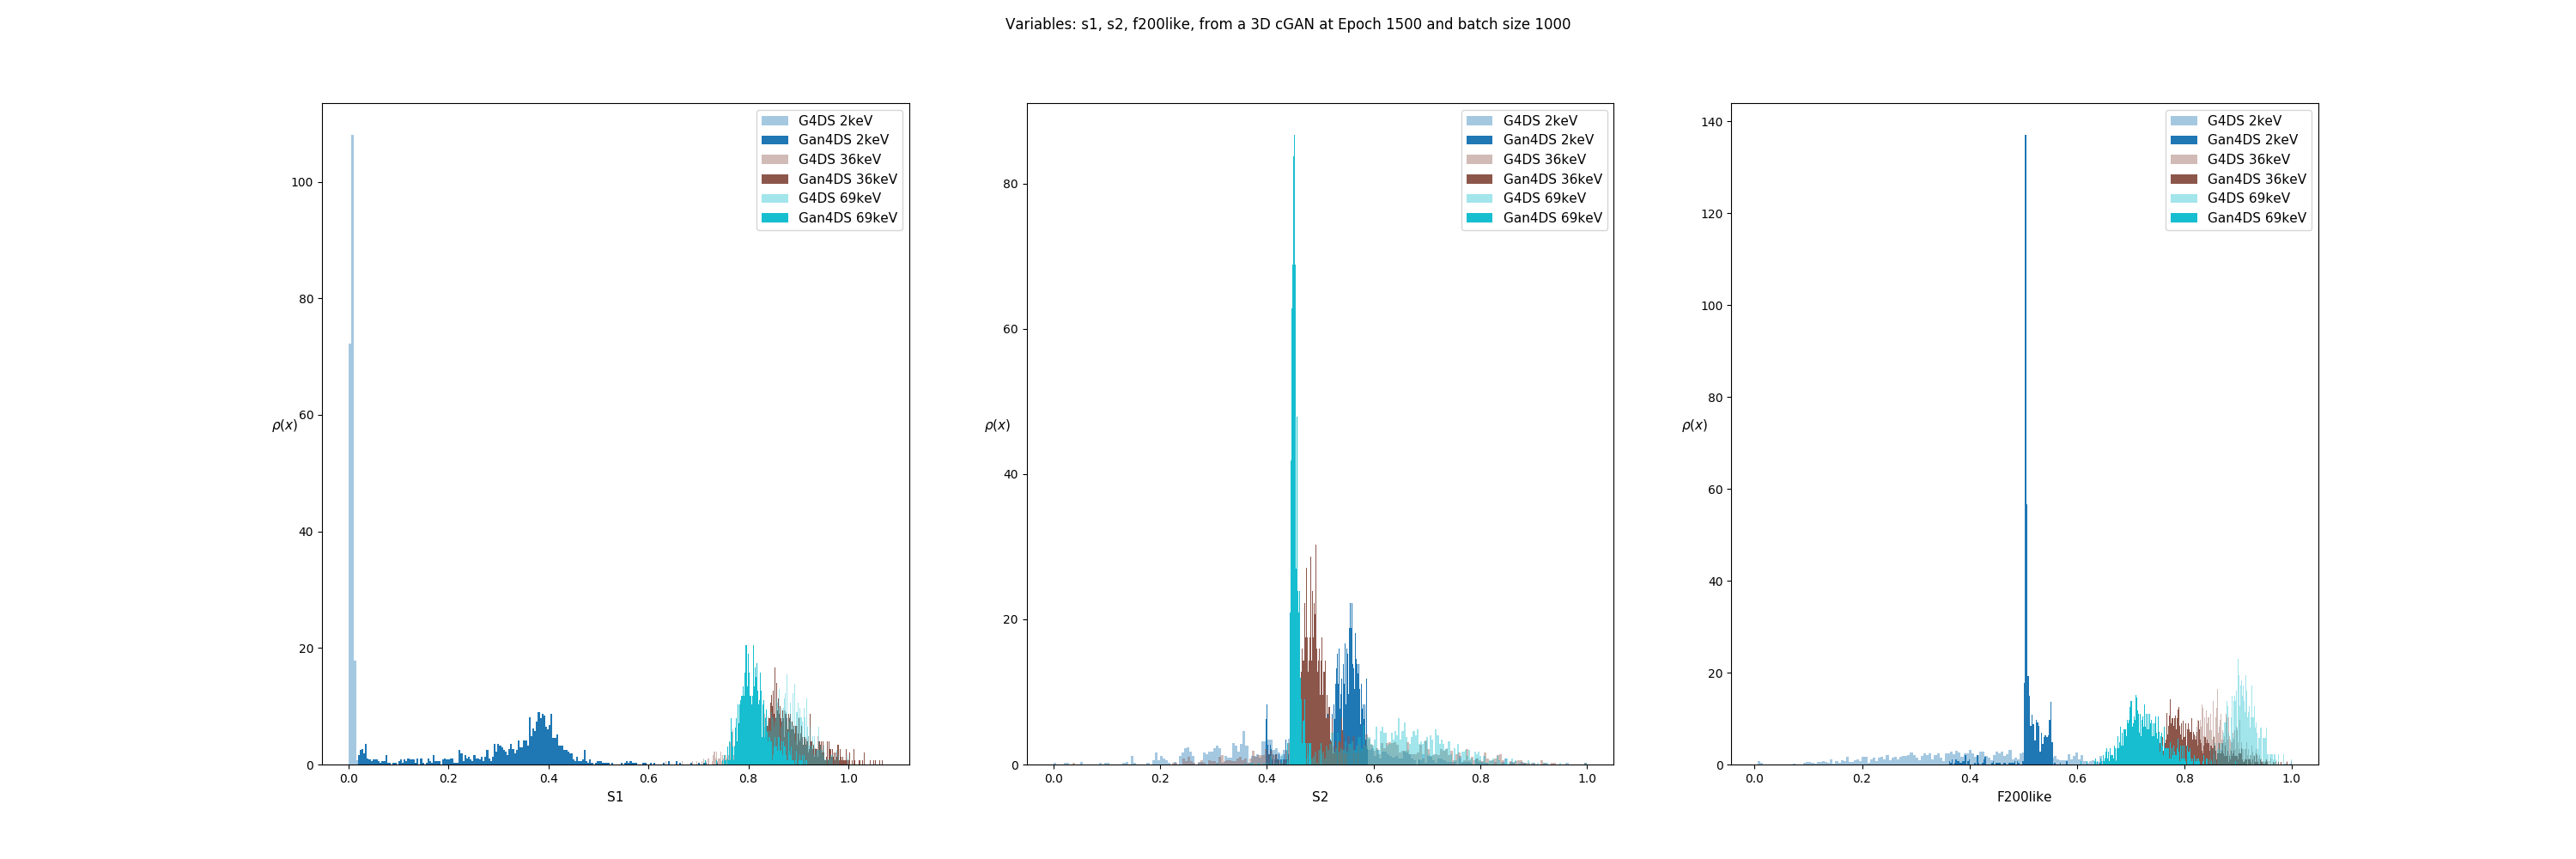 Variables: s1, s2, f200like, from a 3D cGAN at Epoch 1500 and batch size 1000
G4DS 2keV
Gan4DS 2keV
G4DS 36keV
Gan4DS 36keV
G4DS 69keV
Gan4DS 69keV
100
80
60
40
20
0
ρ(x)
0.0 0.2 0.4 0.6 0.8 1.0
S1
G4DS 2keV
Gan4DS 2keV
G4DS 36keV
Gan4DS 36keV
G4DS 69keV
Gan4DS 69keV
80
60
40
20
0
ρ(x)
0.0 0.2 0.4 0.6 0.8 1.0
S2
G4DS 2keV
Gan4DS 2keV
G4DS 36keV
Gan4DS 36keV
G4DS 69keV
Gan4DS 69keV
140
120
100
80
60
40
20
0
ρ(x)
0.0 0.2 0.4 0.6 0.8 1.0
F200like